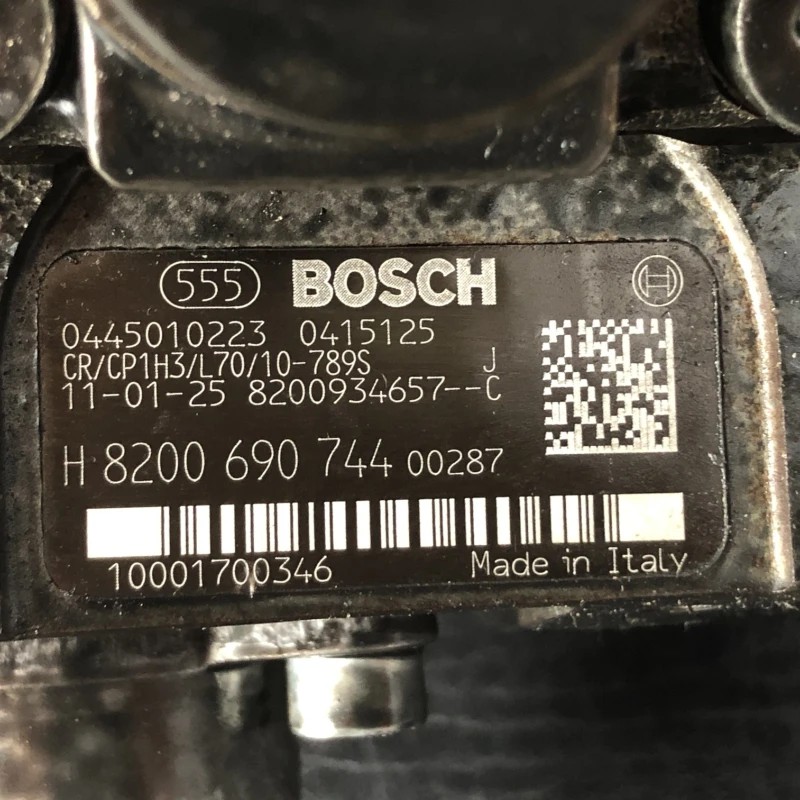 555 BOSCH
0445010223 0415125
CR/CP1H3/L70/10-789S J
11-01-25 8200934657--C
H 8200 690 744 00287
10001700346 Made in Italy